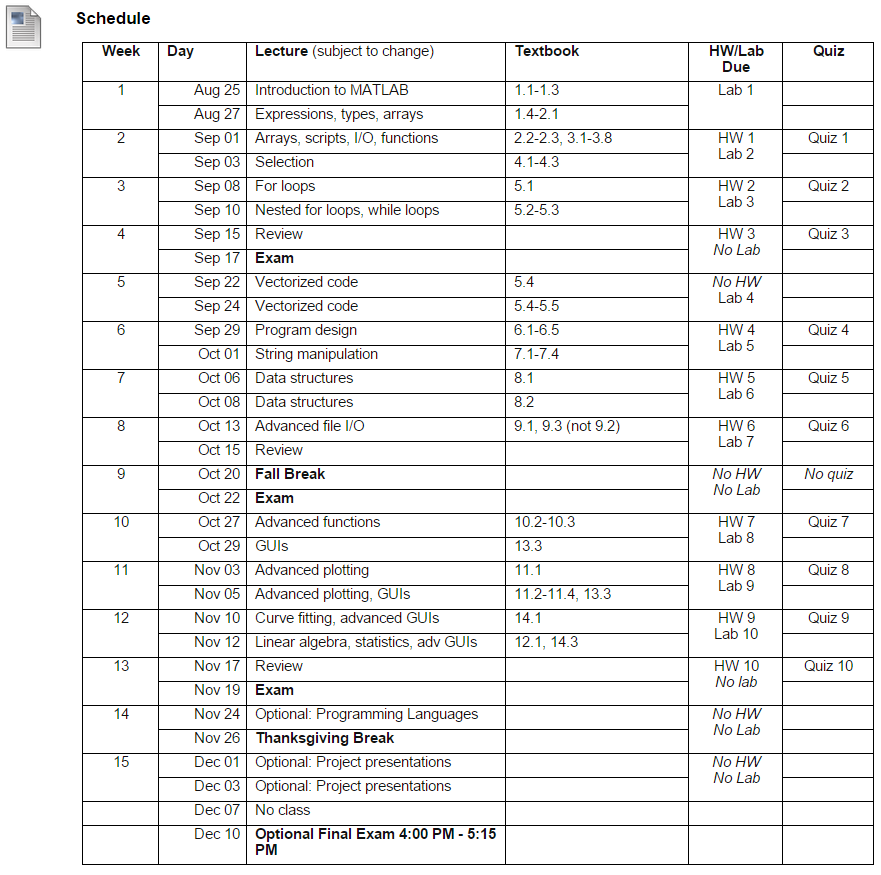 Schedule
Week Day Lecture (subject to change) Textbook HW/Lab Due Quiz
1 Aug 25 Introduction to MATLAB 1.1-1.3 Lab 1
Aug 27 Expressions, types, arrays 1.4-2.1
2 Sep 01 Arrays, scripts, I/O, functions 2.2-2.3, 3.1-3.8 HW 1 Quiz 1
Sep 03 Selection 4.1-4.3 Lab 2
3 Sep 08 For loops 5.1 HW 2 Quiz 2
Sep 10 Nested for loops, while loops 5.2-5.3 Lab 3
4 Sep 15 Review HW 3 Quiz 3
Sep 17 Exam No Lab
5 Sep 22 Vectorized code 5.4 No HW
Sep 24 Vectorized code 5.4-5.5 Lab 4
6 Sep 29 Program design 6.1-6.5 HW 4 Quiz 4
Oct 01 String manipulation 7.1-7.4 Lab 5
7 Oct 06 Data structures 8.1 HW 5 Quiz 5
Oct 08 Data structures 8.2 Lab 6
8 Oct 13 Advanced file I/O 9.1, 9.3 (not 9.2) HW 6 Quiz 6
Oct 15 Review Lab 7
9 Oct 20 Fall Break No HW No quiz
Oct 22 Exam No Lab
10 Oct 27 Advanced functions 10.2-10.3 HW 7 Quiz 7
Oct 29 GUIs 13.3 Lab 8
11 Nov 03 Advanced plotting 11.1 HW 8 Quiz 8
Nov 05 Advanced plotting, GUIs 11.2-11.4, 13.3 Lab 9
12 Nov 10 Curve fitting, advanced GUIs 14.1 HW 9 Quiz 9
Nov 12 Linear algebra, statistics, adv GUIs 12.1, 14.3 Lab 10
13 Nov 17 Review HW 10 Quiz 10
Nov 19 Exam No lab
14 Nov 24 Optional: Programming Languages No HW
Nov 26 Thanksgiving Break No Lab
15 Dec 01 Optional: Project presentations No HW
Dec 03 Optional: Project presentations No Lab
Dec 07 No class
Dec 10 Optional Final Exam 4:00 PM - 5:15
PM